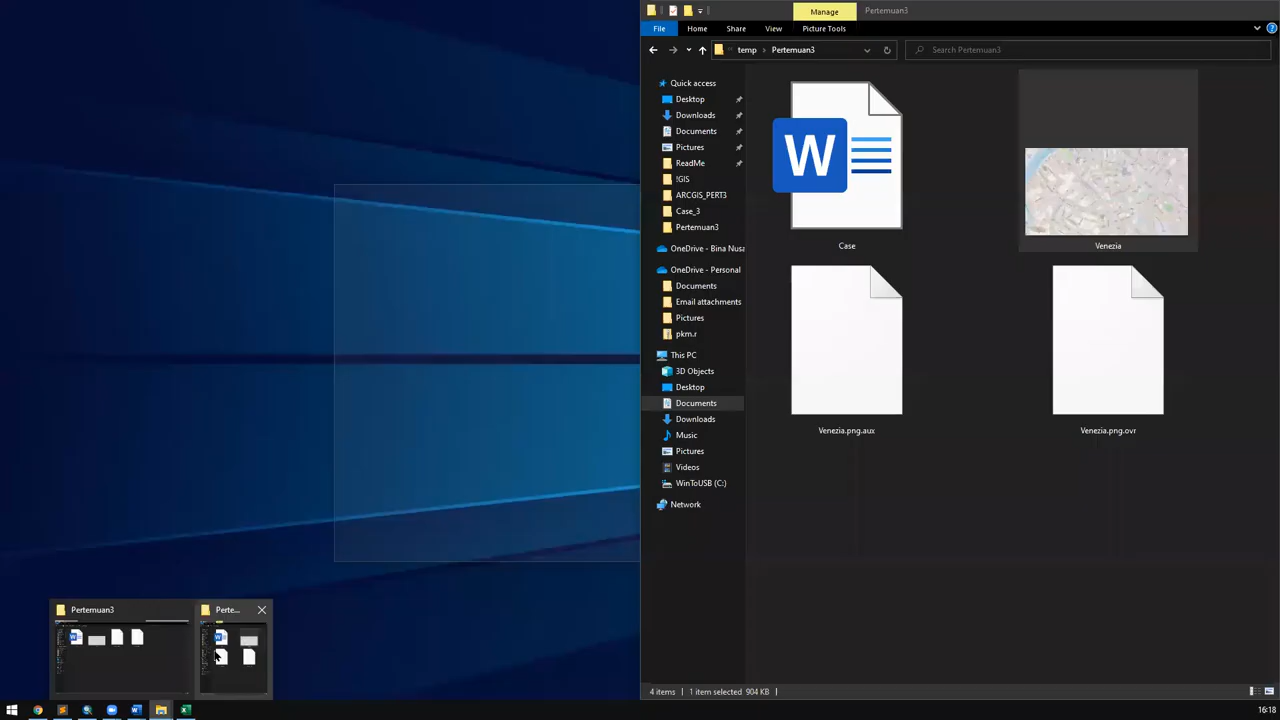 Manage
Pertemuan3
File
Home
Share
View
Picture Tools
temp
Pertemuan3
Search Pertemuan3
Quick access
Desktop
Downloads
Documents
Pictures
ReadMe
!GIS
ARCGIS_PERT3
Case_3
Pertemuan3
OneDrive - Bina Nusa
OneDrive - Personal
Documents
Email attachments
Pictures
pkm.r
This PC
3D Objects
Desktop
Documents
Downloads
Music
Pictures
Videos
WinToUSB (C:)
Network
W
Case
Venezia
Venezia.png.aux
Venezia.png.ovr
Pertemuan3
Perte...
4 items
1 item selected 904 KB
16:18